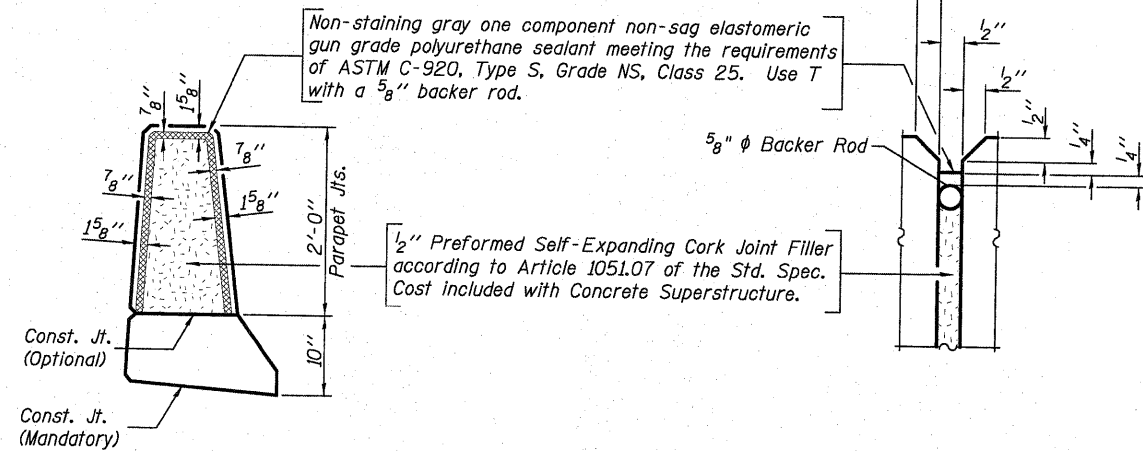 Non-staining gray one component non-sag elastomeric
gun grade polyurethane sealant meeting the requirements
of ASTM C-920, Type S, Grade NS, Class 25. Use T
with a 5/8" backer rod.
7/8"
1 5/8"
7/8"
7/8"
1 5/8"
1 5/8"
2'-0"
Parapet Jts.
10"
Const. Jt.
(Optional)
Const. Jt.
(Mandatory)
1/2" Preformed Self-Expanding Cork Joint Filler
according to Article 1051.07 of the Std. Spec.
Cost included with Concrete Superstructure.
1/2"
1/2"
1/2"
1/4"
1/4"
5/8" ϕ Backer Rod